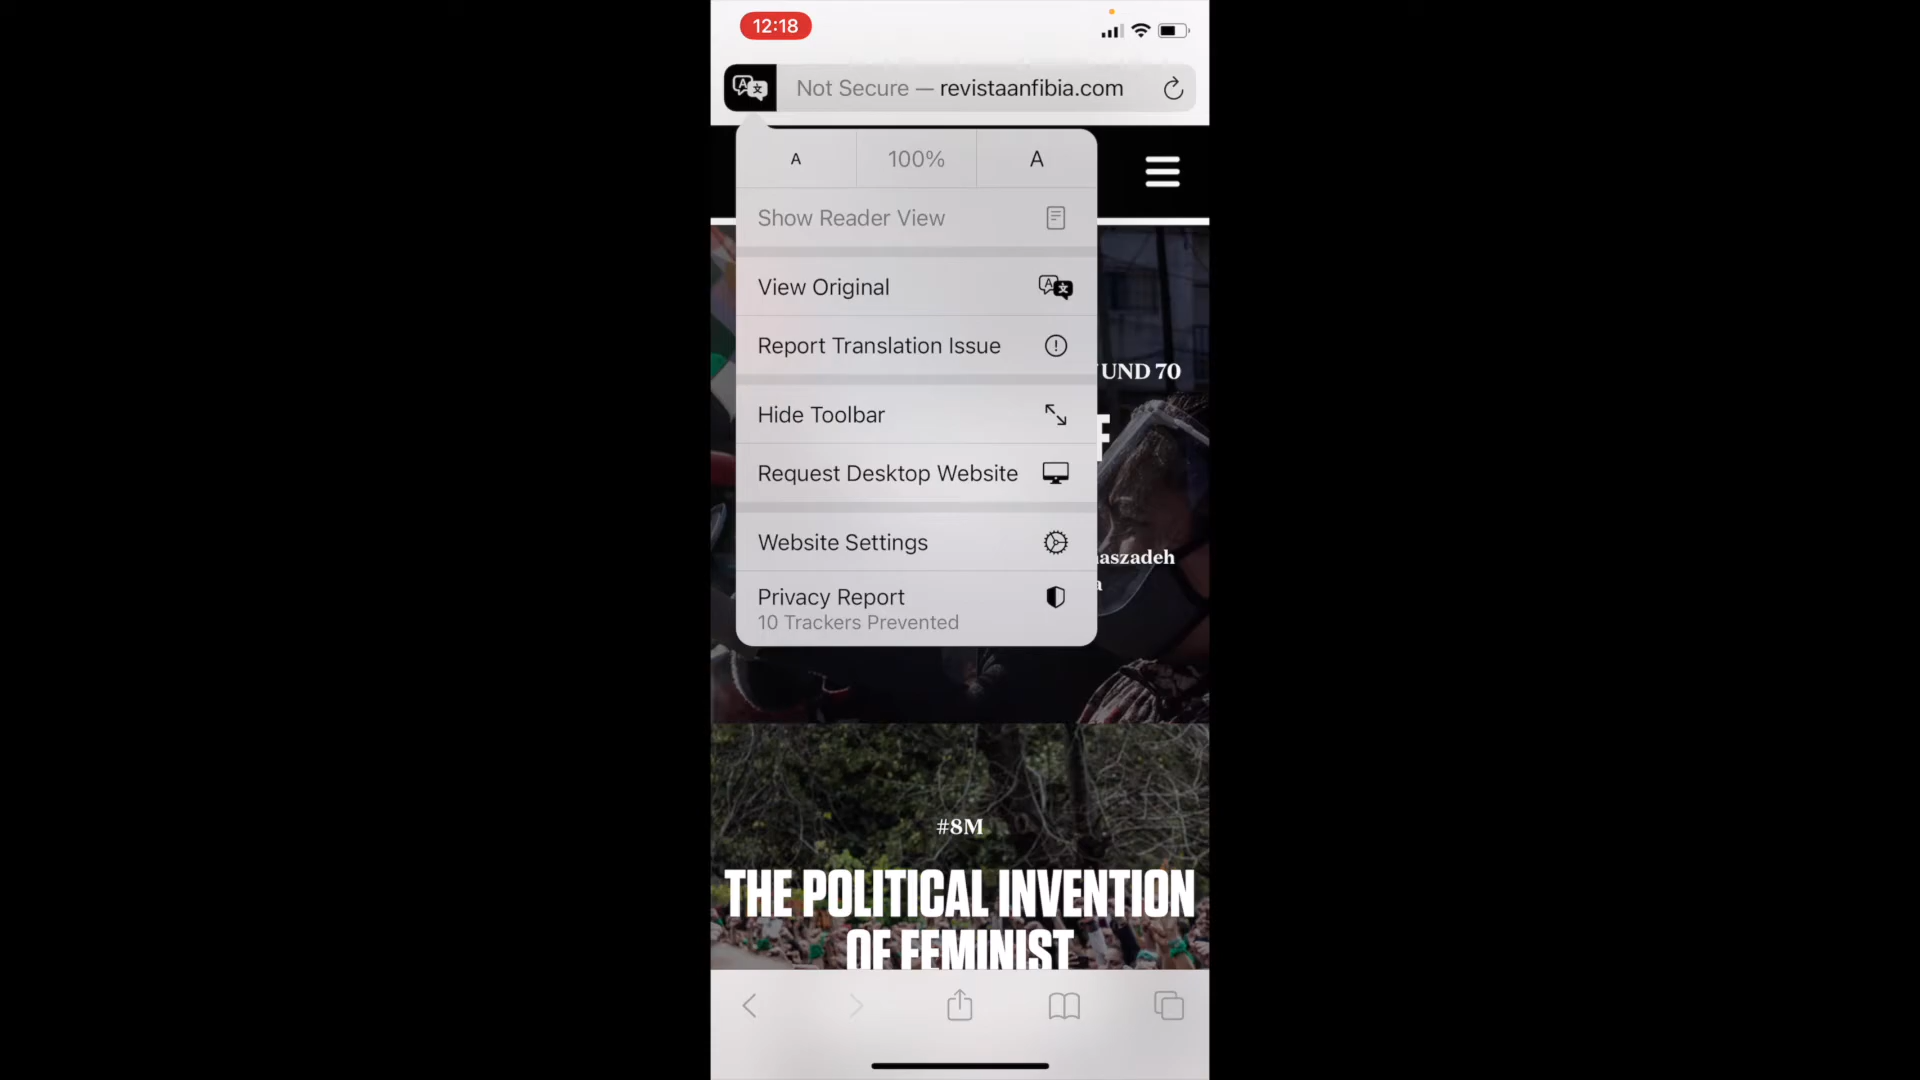 12:18
Not Secure — revistaanfibia.com
A 100% A
Show Reader View
View Original
Report Translation Issue
UND 70
Hide Toolbar
Request Desktop Website
Website Settings
aszadeh
Privacy Report
10 Trackers Prevented
#8M
THE POLITICAL INVENTION
OF FEMINIST